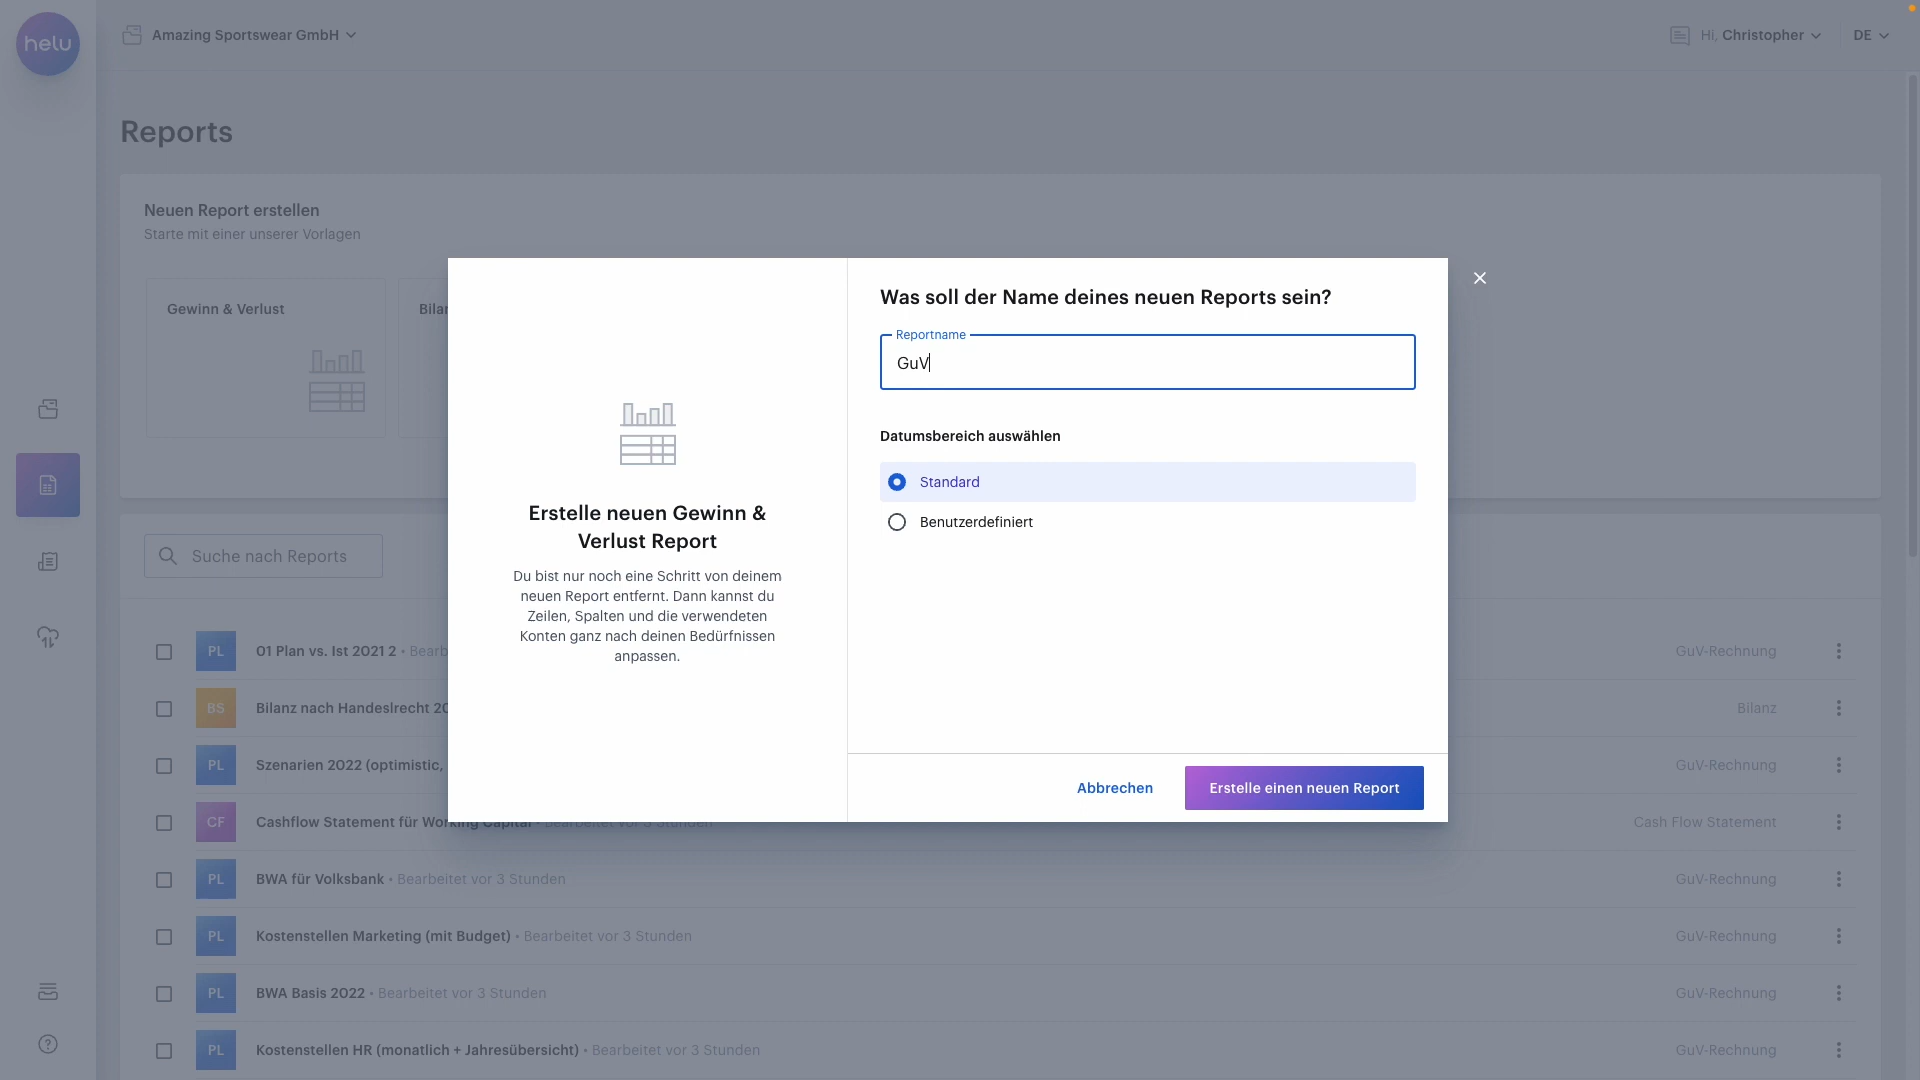 helu
Amazing Sportswear GmbH
Hi, Christopher
DE
Reports
Neuen Report erstellen
Starte mit einer unserer Vorlagen
Gewinn & Verlust
Erstelle neuen Gewinn &
Verlust Report
Du bist nur noch eine Schritt von deinem
neuen Report entfernt. Dann kannst du
Zeilen, Spalten und die verwendeten
Konten ganz nach deinen Bedürfnissen
anpassen.
Was soll der Name deines neuen Reports sein?
Reportname
GuV
Datumsbereich auswählen
Standard
Benutzerdefiniert
Abbrechen
Erstelle einen neuen Report
Suche nach Reports
PL 01 Plan vs. Ist 2021 2 • GuV-Rechnung
BS Bilanz nach Handeslrecht Bilanz
PL Szenarien 2022 (optimistic, GuV-Rechnung
CF Cashflow Statement für Working Capital • Bearbeitet vor 3 Stunden Cash Flow Statement
PL BWA für Volksbank • Bearbeitet vor 3 Stunden GuV-Rechnung
PL Kostenstellen Marketing (mit Budget) • Bearbeitet vor 3 Stunden GuV-Rechnung
PL BWA Basis 2022 • Bearbeitet vor 3 Stunden GuV-Rechnung
PL Kostenstellen HR (monatlich + Jahresübersicht) • Bearbeitet vor 3 Stunden GuV-Rechnung